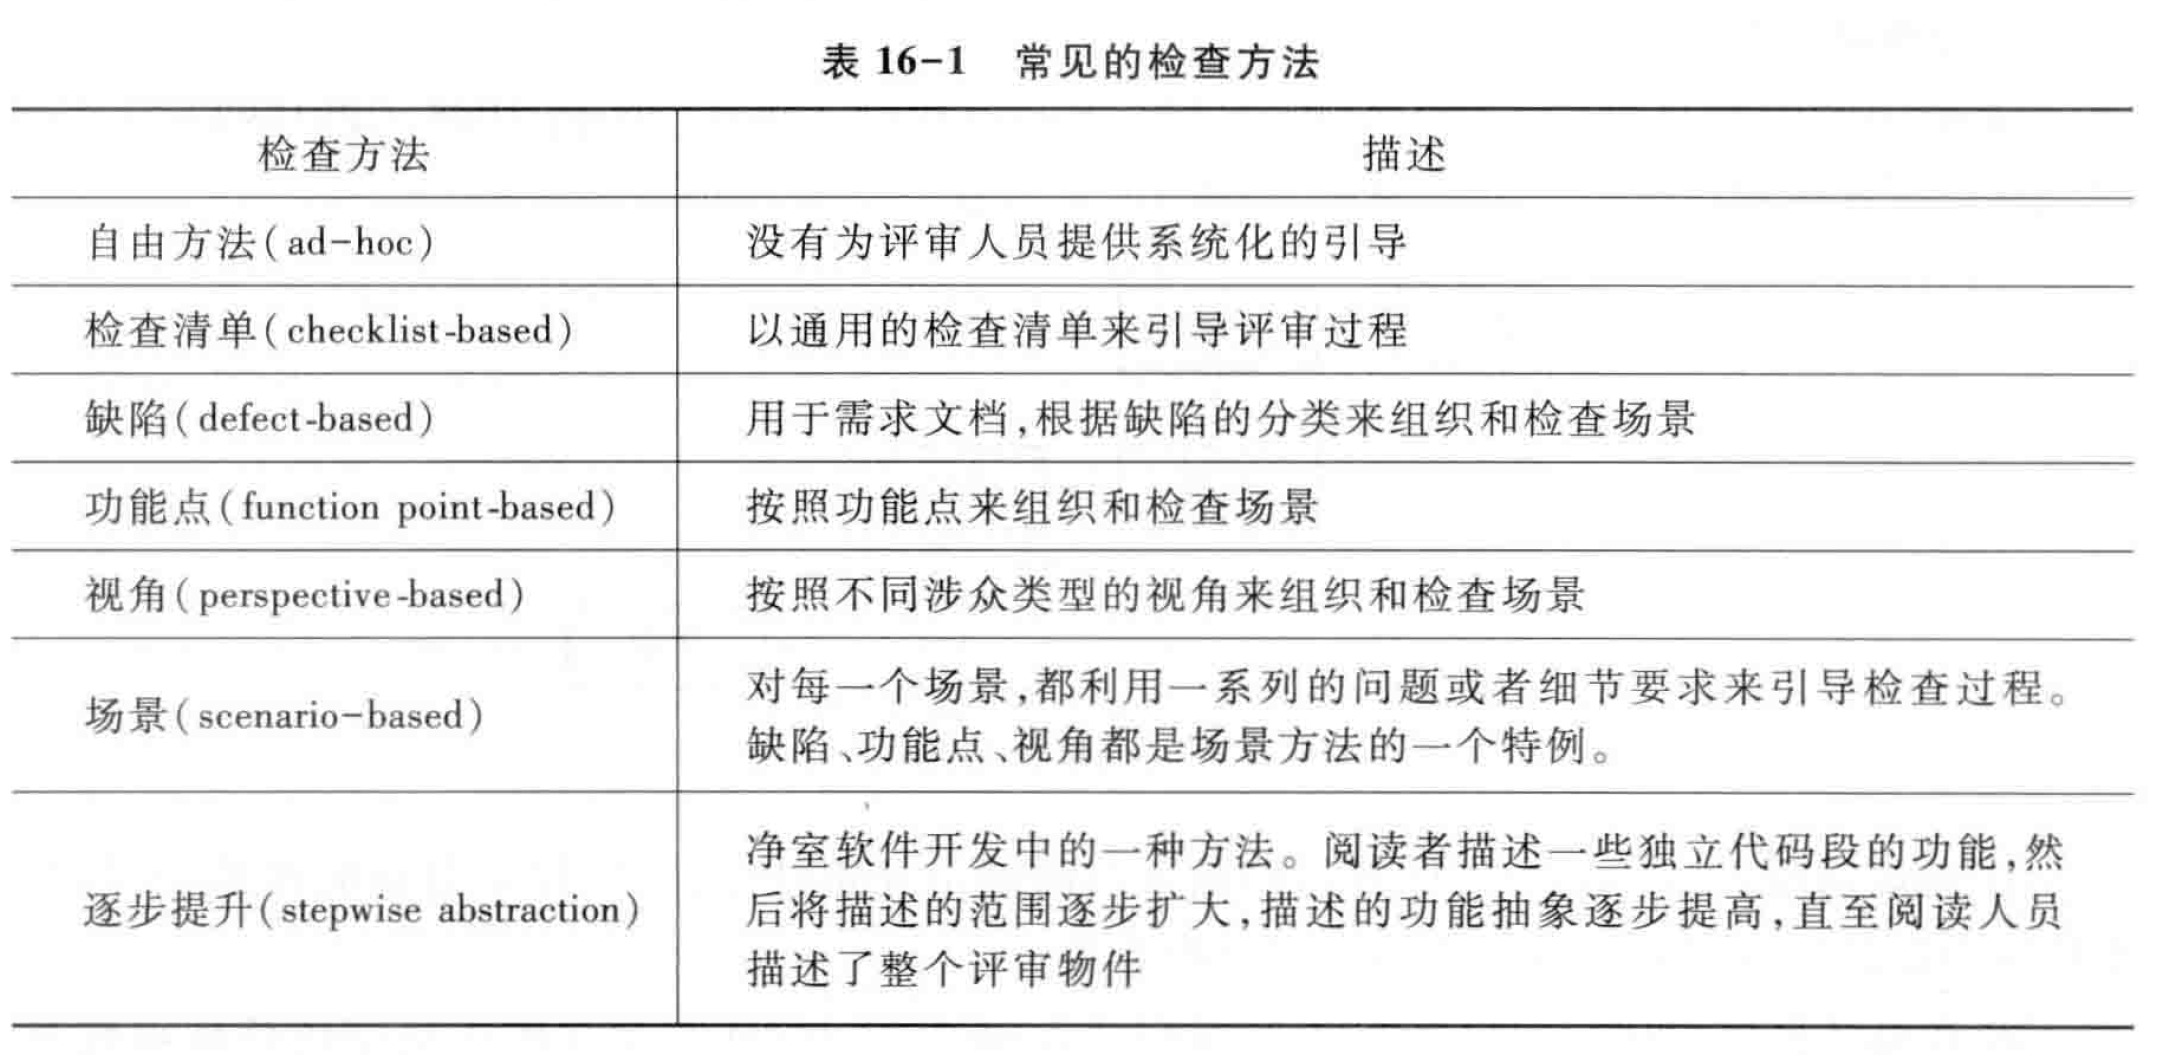 表 16-1 常见的检查方法
检查方法 描述
自由方法(ad-hoc) 没有为评审人员提供系统化的引导
检查清单(checklist-based) 以通用的检查清单来引导评审过程
缺陷(defect-based) 用于需求文档,根据缺陷的分类来组织和检查场景
功能点(function point-based) 按照功能点来组织和检查场景
视角(perspective-based) 按照不同涉众类型的视角来组织和检查场景
场景(scenario-based) 对每一个场景,都利用一系列的问题或者细节要求来引导检查过程。
缺陷、功能点、视角都是场景方法的一个特例。
逐步提升(stepwise abstraction) 净室软件开发中的一种方法。阅读者描述一些独立代码段的功能,然
后将描述的范围逐步扩大,描述的功能抽象逐步提高,直至阅读人员
描述了整个评审物件